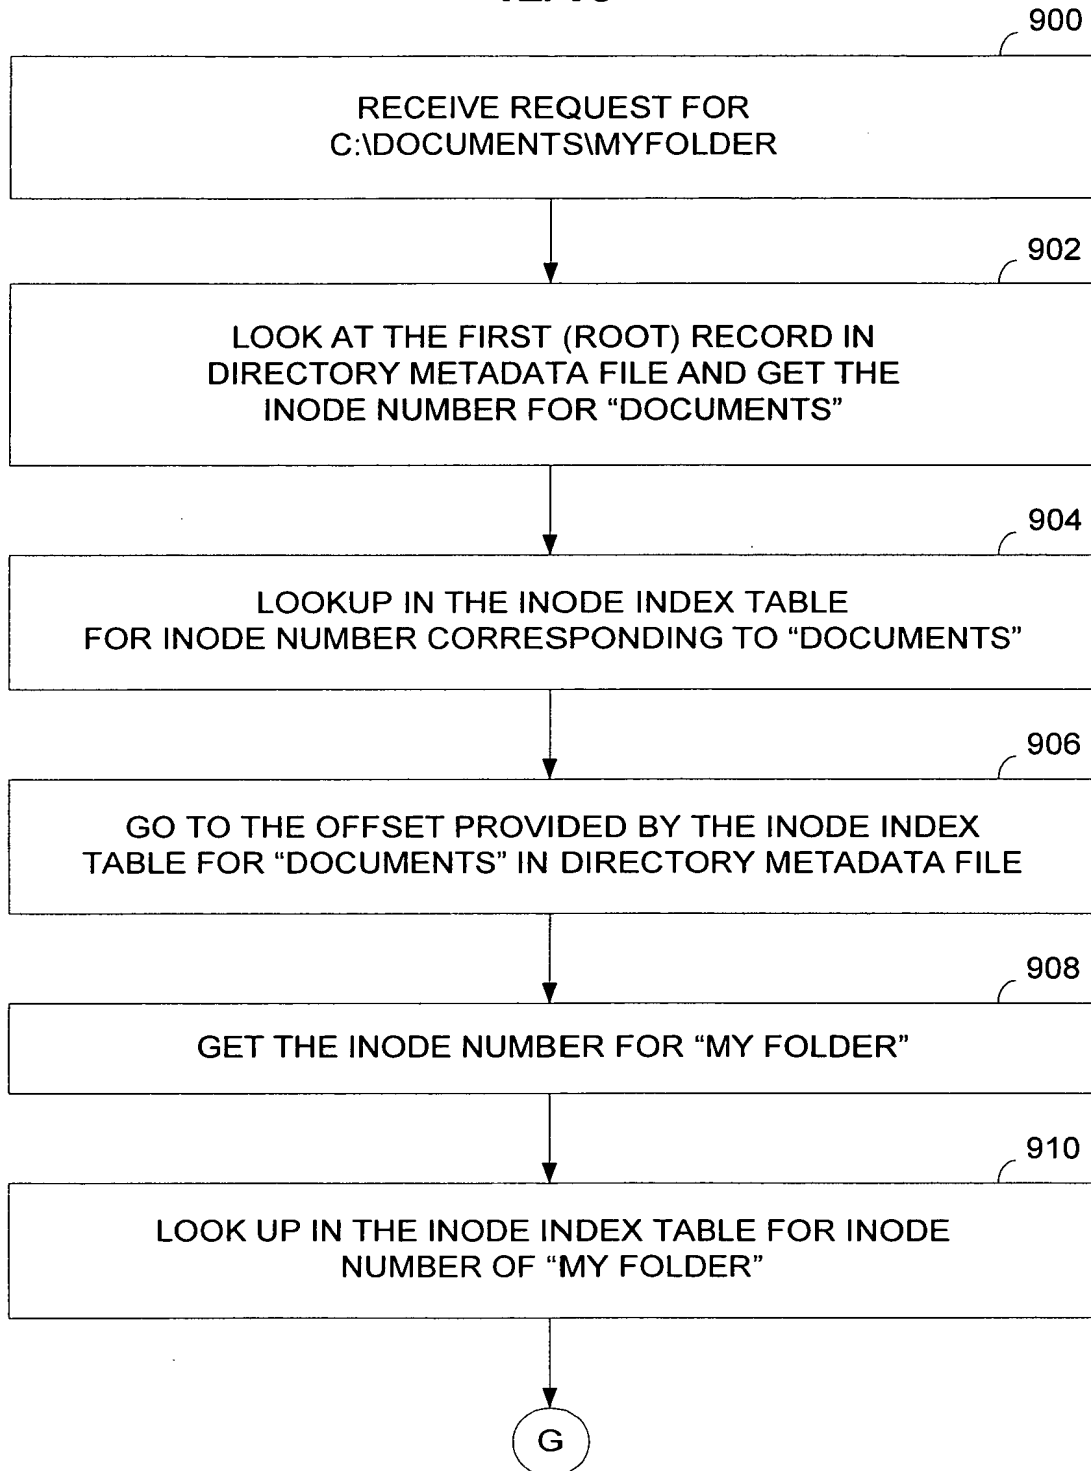 900
RECEIVE REQUEST FOR
C:\DOCUMENTS\MYFOLDER
902
LOOK AT THE FIRST (ROOT) RECORD IN
DIRECTORY METADATA FILE AND GET THE
INODE NUMBER FOR “DOCUMENTS”
904
LOOKUP IN THE INODE INDEX TABLE
FOR INODE NUMBER CORRESPONDING TO “DOCUMENTS”
906
GO TO THE OFFSET PROVIDED BY THE INODE INDEX
TABLE FOR “DOCUMENTS” IN DIRECTORY METADATA FILE
908
GET THE INODE NUMBER FOR “MY FOLDER”
910
LOOK UP IN THE INODE INDEX TABLE FOR INODE
NUMBER OF “MY FOLDER”
G